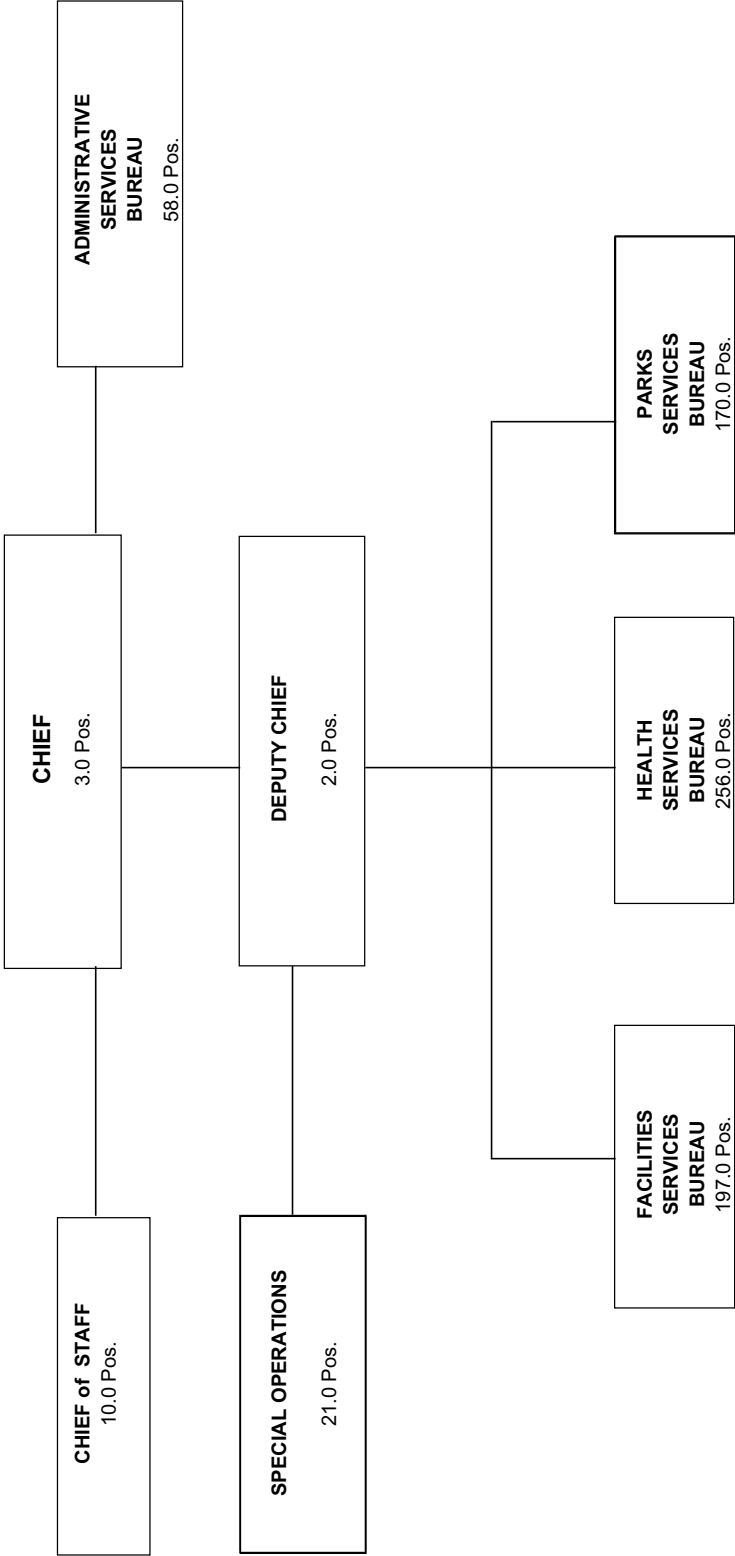 CHIEF
3.0 Pos.
CHIEF of STAFF
10.0 Pos.
ADMINISTRATIVE
SERVICES
BUREAU
58.0 Pos.
DEPUTY CHIEF
2.0 Pos.
SPECIAL OPERATIONS
21.0 Pos.
FACILITIES
SERVICES
BUREAU
197.0 Pos.
HEALTH
SERVICES
BUREAU
256.0 Pos.
PARKS
SERVICES
BUREAU
170.0 Pos.